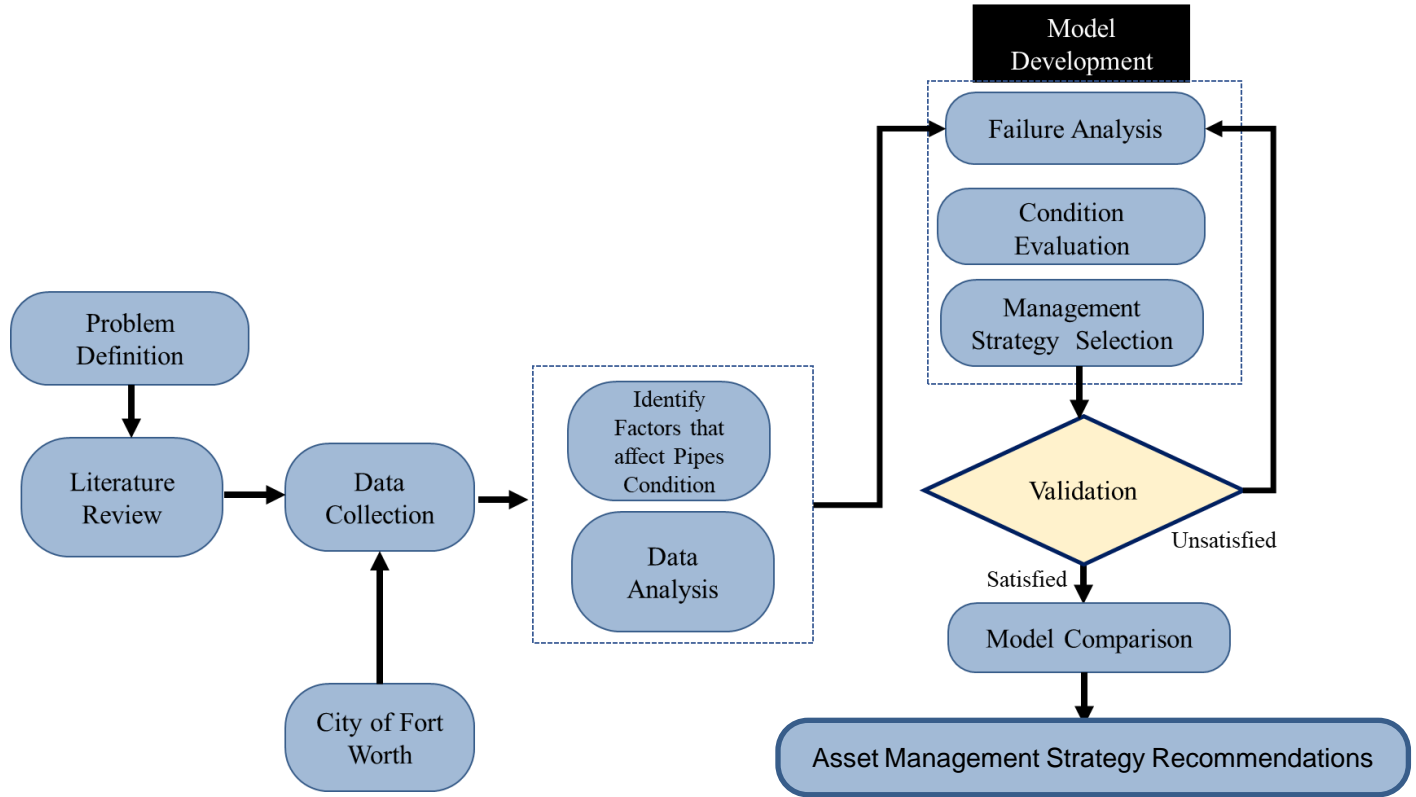 Problem
Definition
Literature
Review
Data
Collection
City of Fort
Worth
Identify
Factors that
affect Pipes
Condition
Data
Analysis
Model
Development
Failure Analysis
Condition
Evaluation
Management
Strategy Selection
Validation
Unsatisfied
Satisfied
Model Comparison
Asset Management Strategy Recommendations